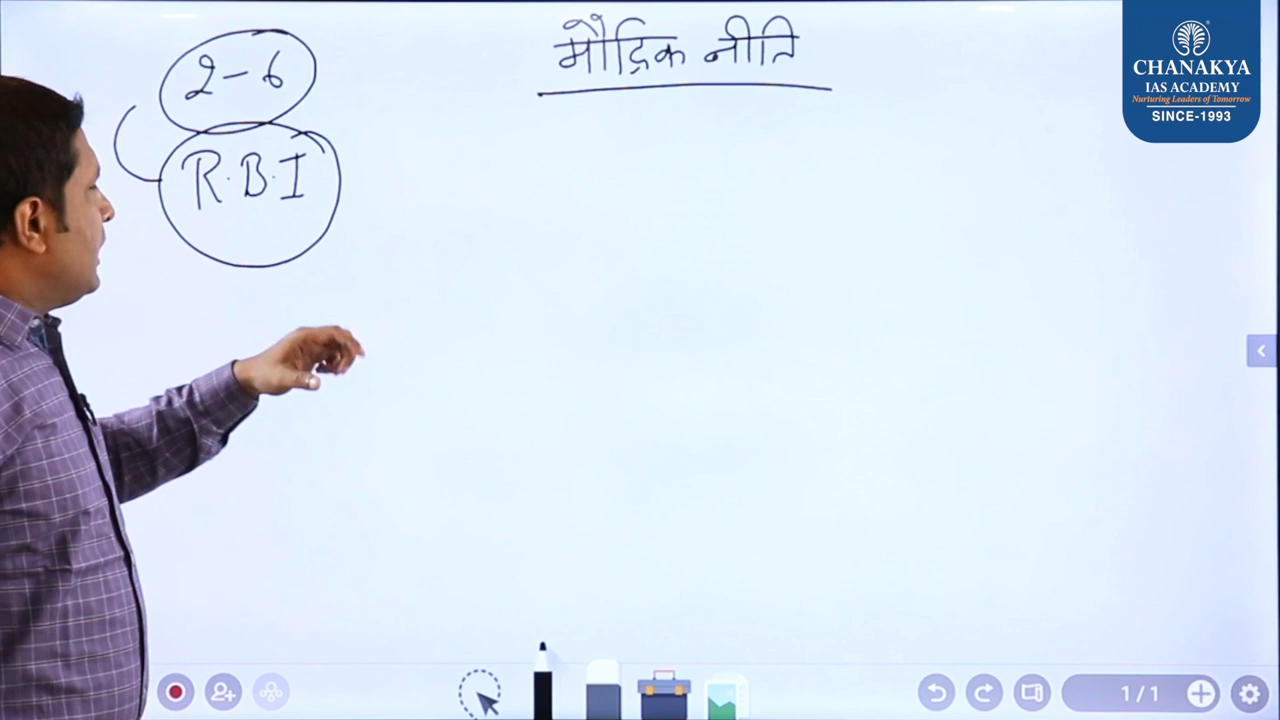 मौद्रिक नीति
2-6
R.B.I
CHANAKYA
IAS ACADEMY
Nurturing Leaders of Tomorrow
SINCE-1993
1/1